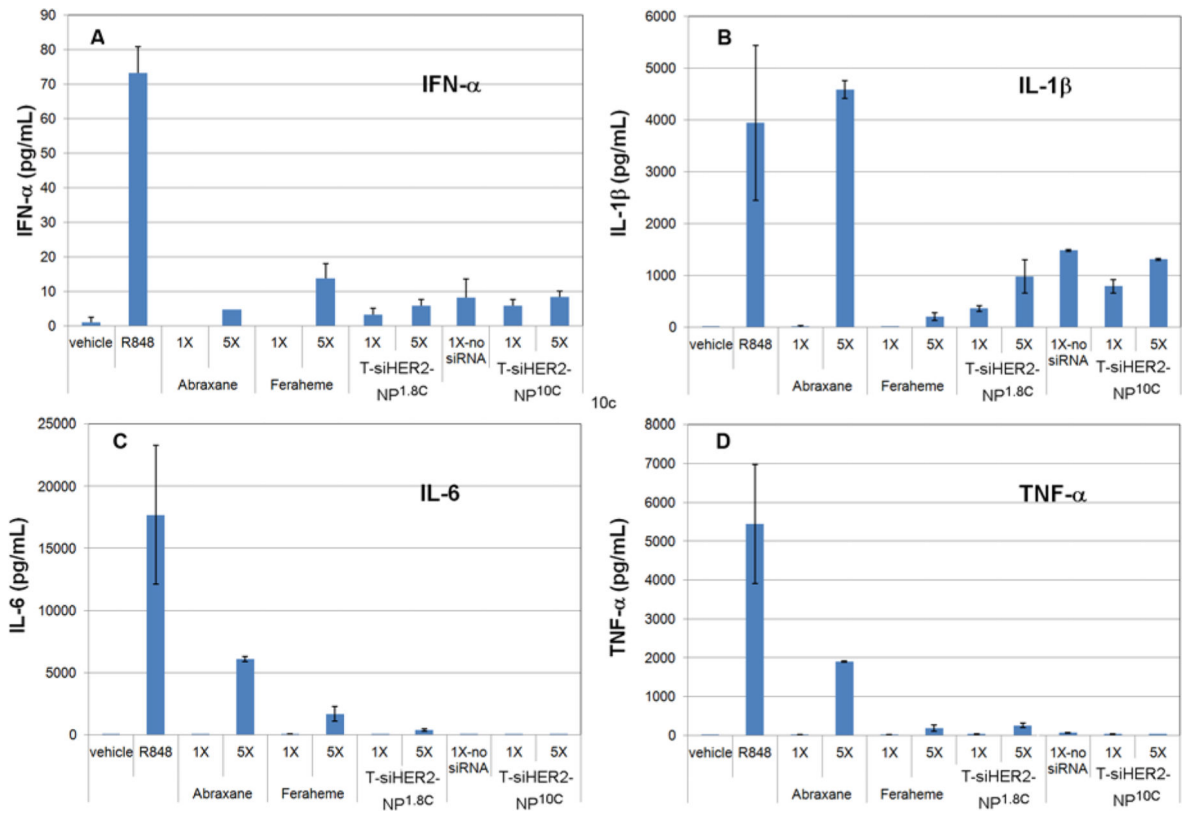 A
IFN-α
IFN-α (pg/mL)
90
80
70
60
50
40
30
20
10
0
vehicle R848 1X 5X 1X 5X 1X 5X 1X-no siRNA 1X 5X
Abraxane Feraheme T-siHER2-NP1.8C T-siHER2-NP10C
B
IL-1β
IL-1β (pg/mL)
6000
5000
4000
3000
2000
1000
0
vehicle R848 1X 5X 1X 5X 1X 5X 1X-no siRNA 1X 5X
Abraxane Feraheme T-siHER2-NP1.8C T-siHER2-NP10C
10c
C
IL-6
IL-6 (pg/mL)
25000
20000
15000
10000
5000
0
vehicle R848 1X 5X 1X 5X 1X 5X 1X-no siRNA 1X 5X
Abraxane Feraheme T-siHER2-NP1.8C T-siHER2-NP10C
D
TNF-α
TNF-α (pg/mL)
8000
7000
6000
5000
4000
3000
2000
1000
0
vehicle R848 1X 5X 1X 5X 1X 5X 1X-no siRNA 1X 5X
Abraxane Feraheme T-siHER2-NP1.8C T-siHER2-NP10C